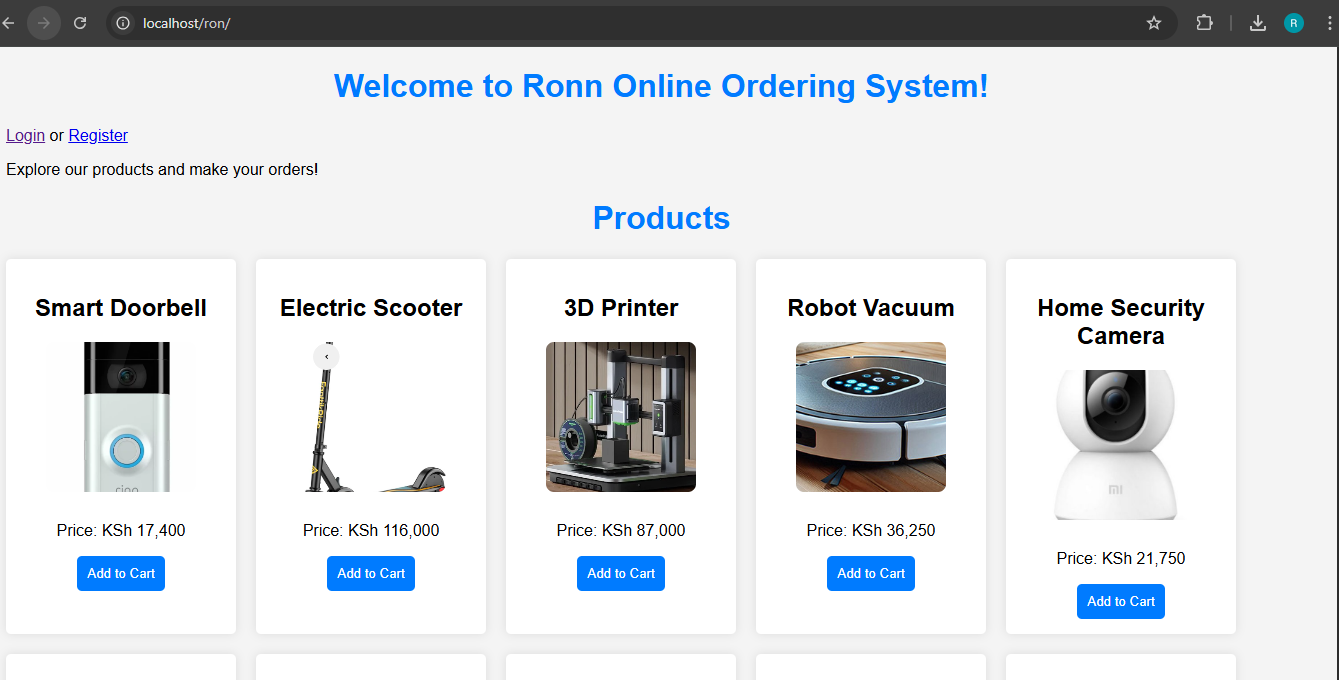 localhost/ron/
R
Welcome to Ronn Online Ordering System!
Login or Register
Explore our products and make your orders!
Products
Smart Doorbell
Electric Scooter
3D Printer
Robot Vacuum
Home Security
Camera
ring
mi
Price: KSh 17,400
Price: KSh 116,000
Price: KSh 87,000
Price: KSh 36,250
Price: KSh 21,750
Add to Cart
Add to Cart
Add to Cart
Add to Cart
Add to Cart